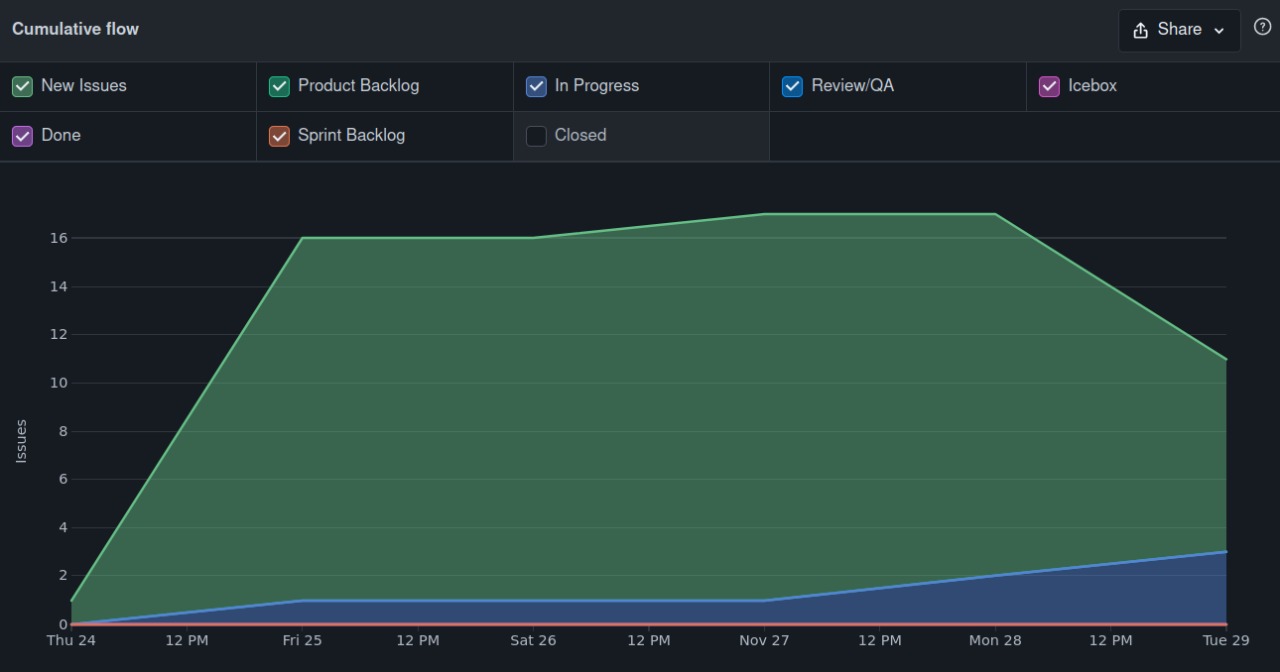 Cumulative flow
Share
New Issues
Product Backlog
In Progress
Review/QA
Icebox
Done
Sprint Backlog
Closed
16
14
12
10
8
6
4
2
0
Issues
Thu 24
12 PM
Fri 25
12 PM
Sat 26
12 PM
Nov 27
12 PM
Mon 28
12 PM
Tue 29